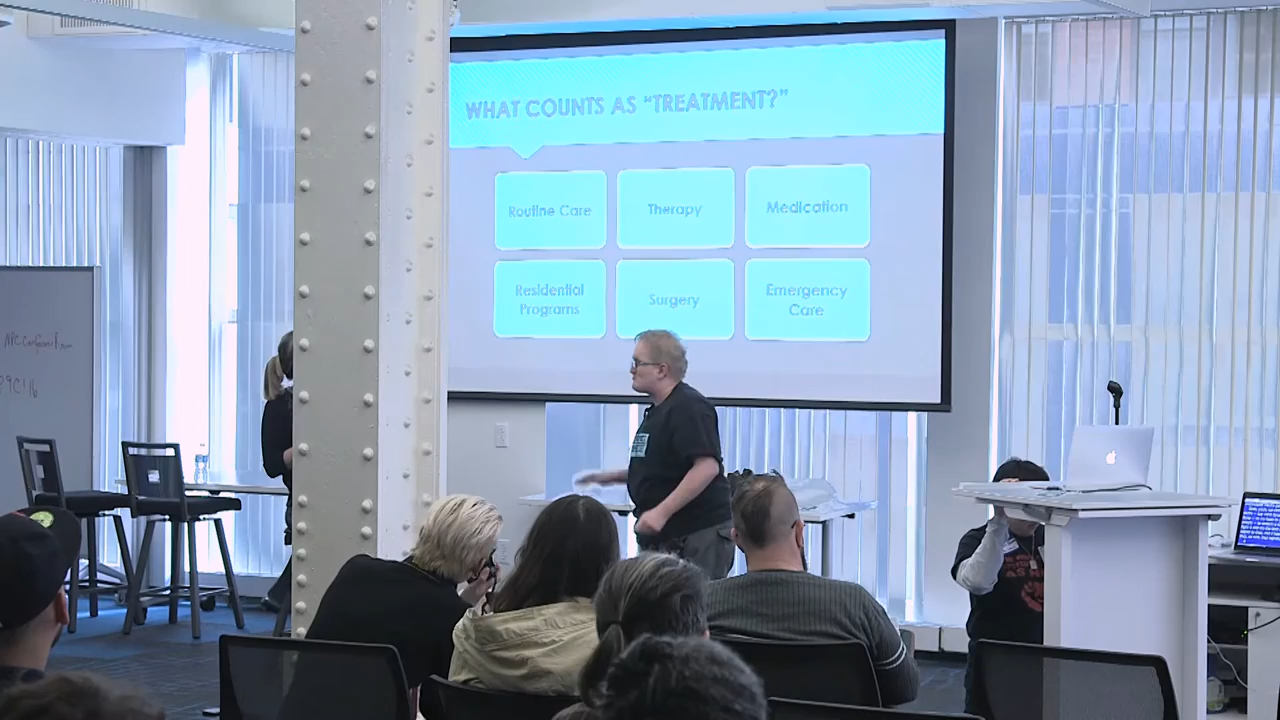 WHAT COUNTS AS “TREATMENT?”
Routine Care
Therapy
Medication
Residential
Programs
Surgery
Emergency
Care